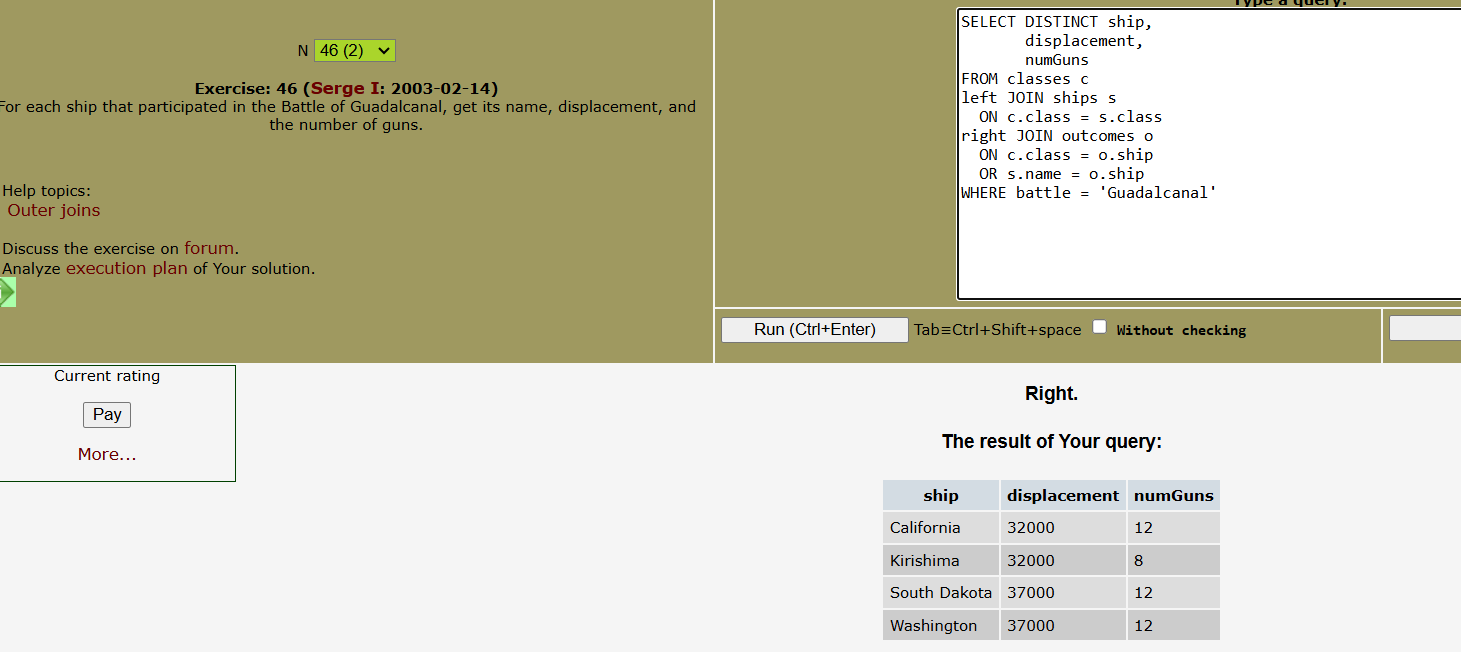 N 46 (2)
Exercise: 46 (Serge I: 2003-02-14)
For each ship that participated in the Battle of Guadalcanal, get its name, displacement, and
the number of guns.
Help topics:
Outer joins
Discuss the exercise on forum.
Analyze execution plan of Your solution.
Type a query:
SELECT DISTINCT ship,
       displacement,
       numGuns
FROM classes c
left JOIN ships s
  ON c.class = s.class
right JOIN outcomes o
  ON c.class = o.ship
  OR s.name = o.ship
WHERE battle = 'Guadalcanal'
Run (Ctrl+Enter) Tab≡Ctrl+Shift+space Without checking
Current rating
Pay
More...
Right.
The result of Your query:
ship displacement numGuns
California 32000 12
Kirishima 32000 8
South Dakota 37000 12
Washington 37000 12